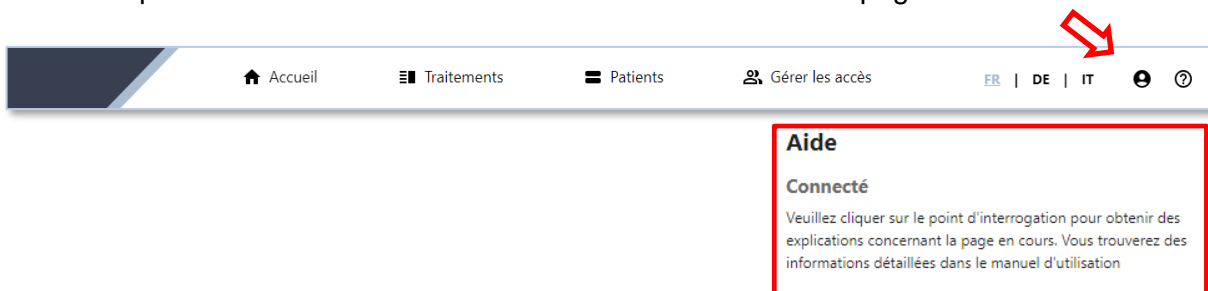 Accueil Traitements Patients Gérer les accès FR | DE | IT
Aide
Connecté
Veuillez cliquer sur le point d'interrogation pour obtenir des
explications concernant la page en cours. Vous trouverez des
informations détaillées dans le manuel d'utilisation